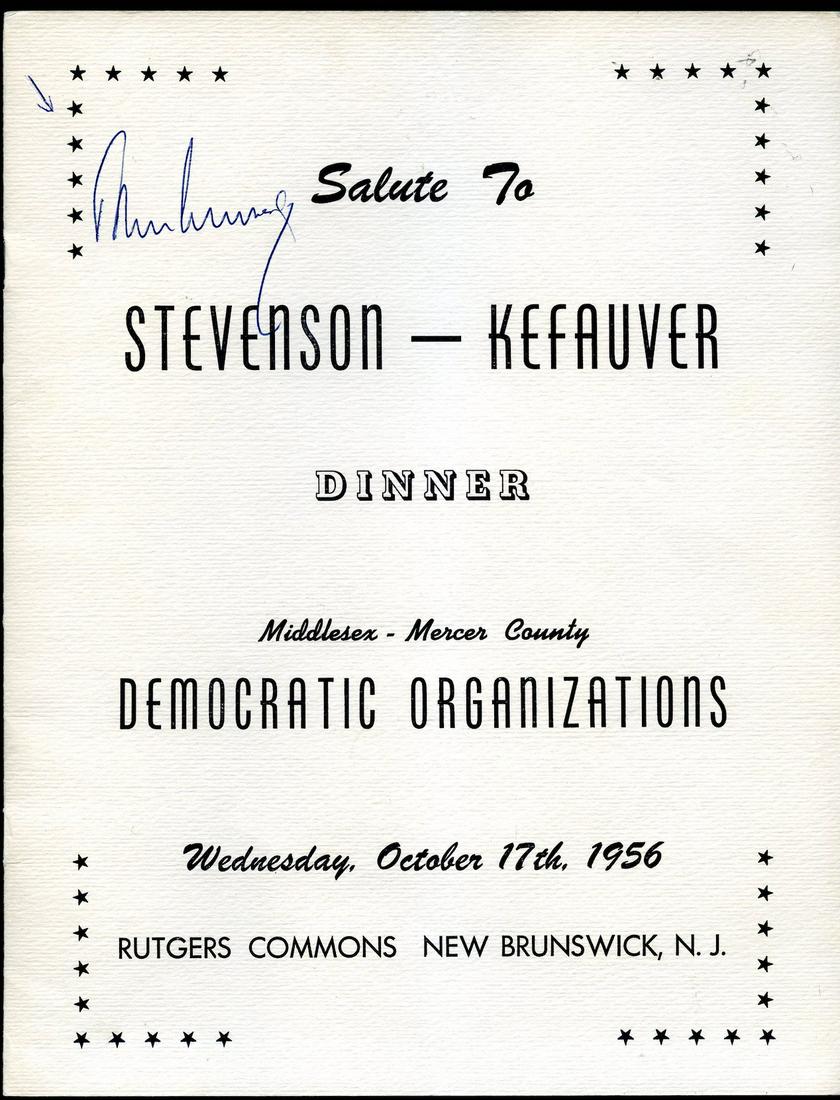 Salute To
STEVENSON — KEFAUVER
DINNER
Middlesex - Mercer County
DEMOCRATIC ORGANIZATIONS
Wednesday, October 17th, 1956
RUTGERS COMMONS NEW BRUNSWICK, N. J.